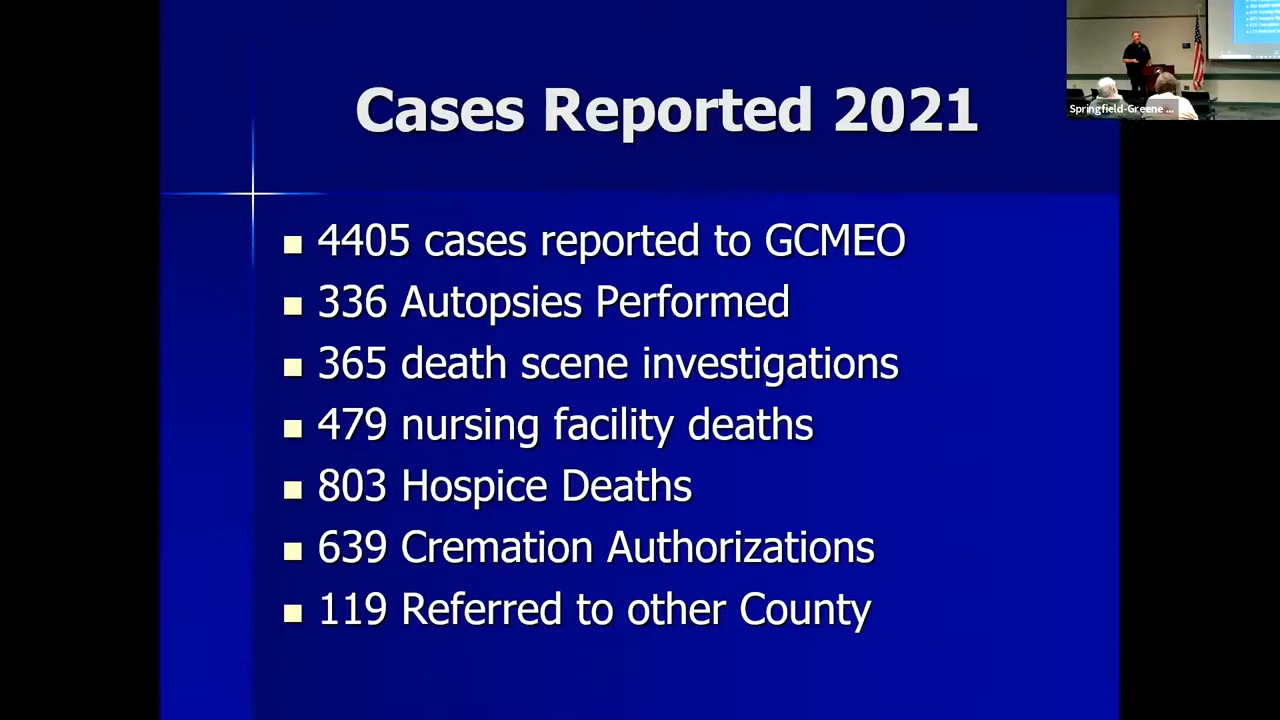 Cases Reported 2021
Springfield-Greene ...
4405 cases reported to GCMEO
336 Autopsies Performed
365 death scene investigations
479 nursing facility deaths
803 Hospice Deaths
639 Cremation Authorizations
119 Referred to other County